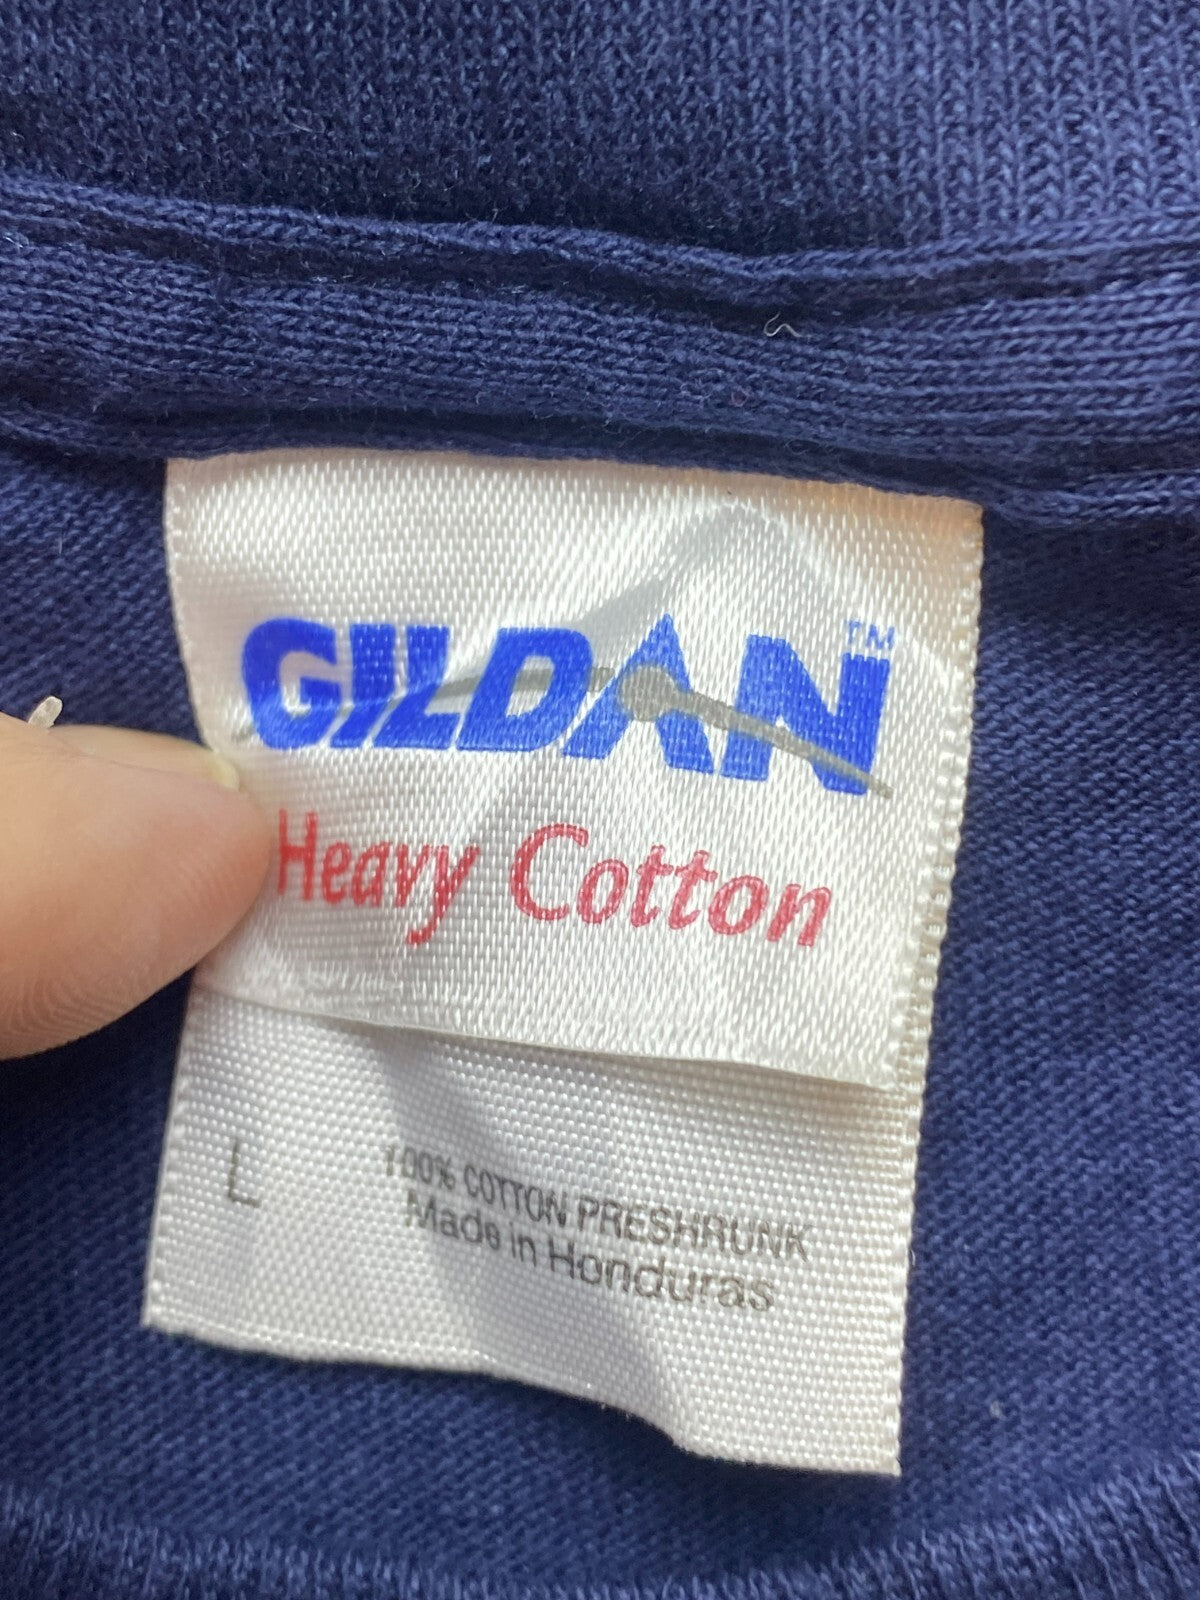 GILDAN™
Heavy Cotton
L
100% COTTON PRESHRUNK
Made in Honduras